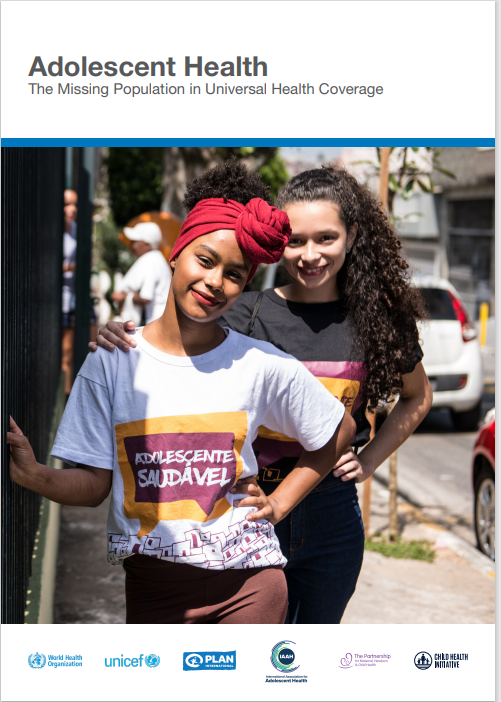 Adolescent Health
The Missing Population in Universal Health Coverage
ADOLESCENTE
SAUDÁVEL
World Health
Organization
unicef
PLAN
INTERNATIONAL
IAAH
International Association for
Adolescent Health
The Partnership
for Maternal, Newborn
& Child Health
CHILD HEALTH
INITIATIVE